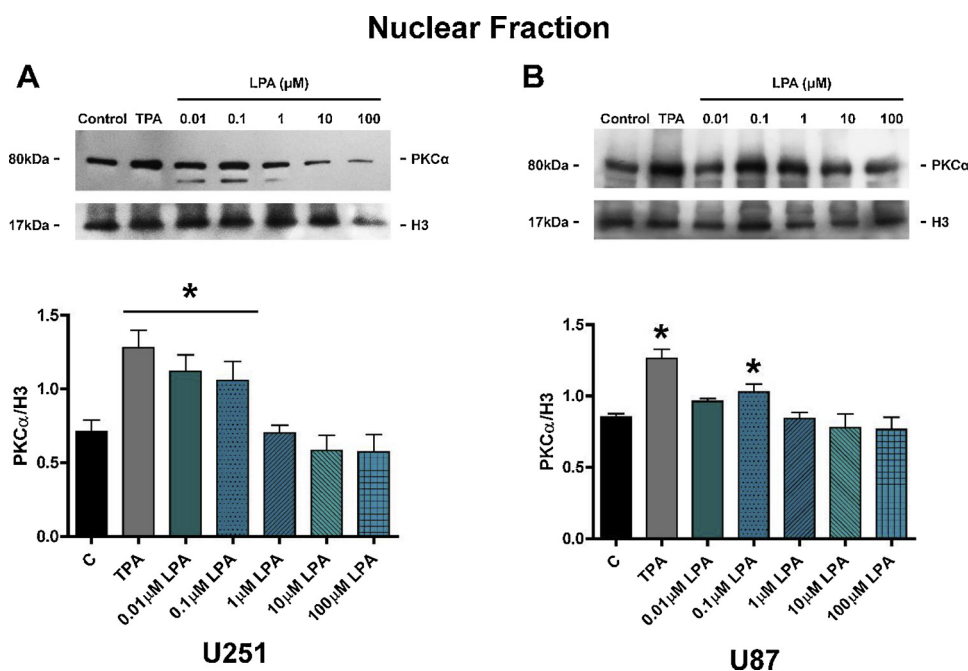 Nuclear Fraction
A
LPA (µM)
Control TPA 0.01 0.1 1 10 100
80kDa - - PKCα
17kDa - - H3
*
PKCα/H3
1.5
1.0
0.5
0.0
C
TPA
0.01µM LPA
0.1µM LPA
1µM LPA
10µM LPA
100µM LPA
U251
B
LPA (µM)
Control TPA 0.01 0.1 1 10 100
80kDa - - PKCα
17kDa - - H3
* *
PKCα/H3
1.5
1.0
0.5
0.0
C
TPA
0.01µM LPA
0.1µM LPA
1µM LPA
10µM LPA
100µM LPA
U87